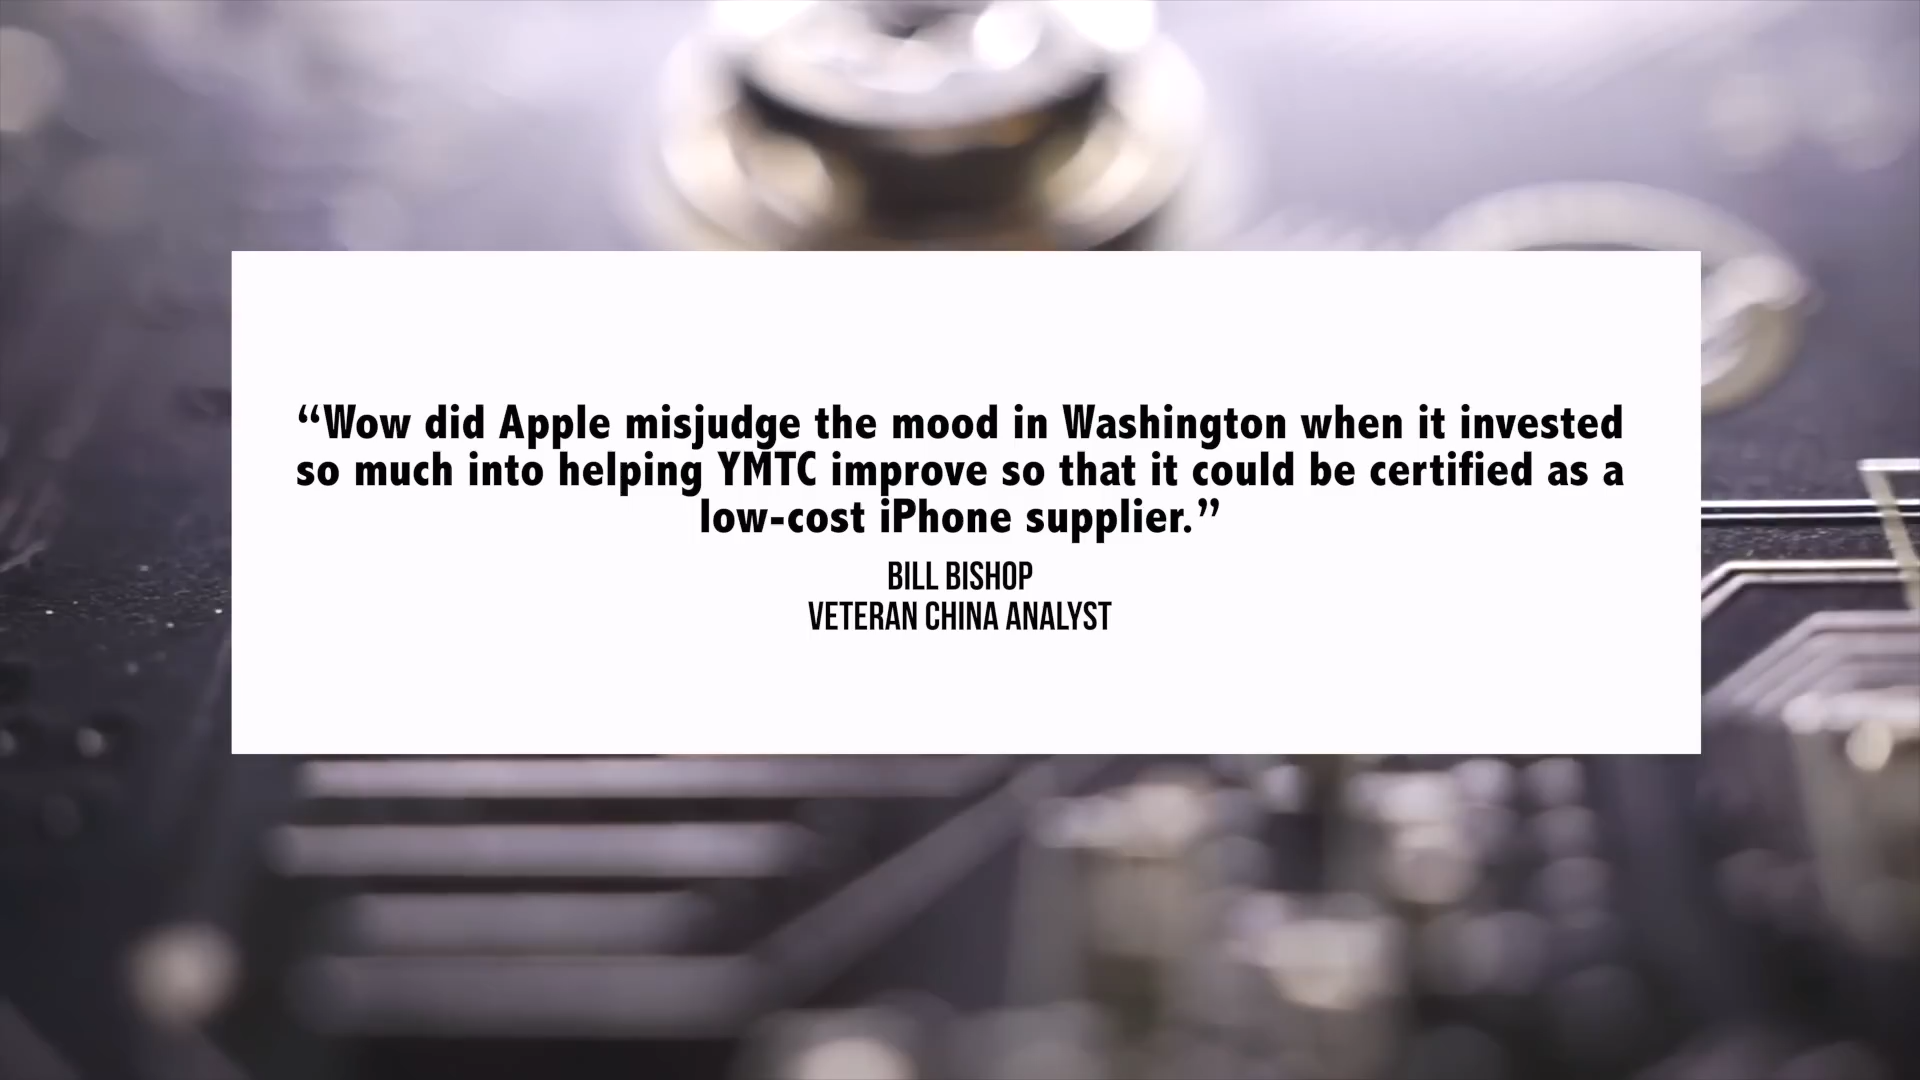 “Wow did Apple misjudge the mood in Washington when it invested
so much into helping YMTC improve so that it could be certified as a
low-cost iPhone supplier.”
BILL BISHOP
VETERAN CHINA ANALYST